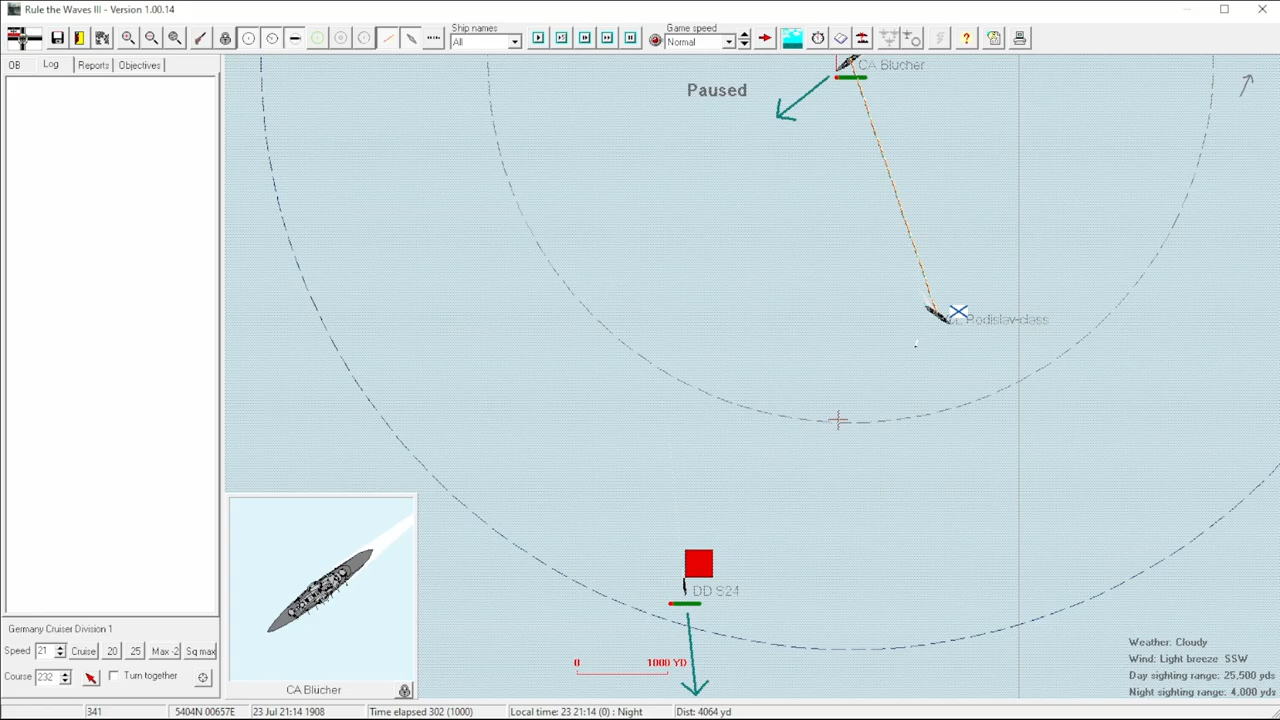 Rule the Waves III - Version 1.00.14
Ship names
All
Game speed
Normal
OB
Log
Reports
Objectives
Paused
CA Blucher
Rodislav-class
DD S24
0
1000 YD
Weather: Cloudy
Wind: Light breeze SSW
Day sighting range: 25,500 yds
Night sighting range: 4,000 yds
Germany Cruiser Division 1
Speed 21 Cruise 20 25 Max -2 Sq max
Course 232 Turn together
CA Blücher
341
5404N 00657E
23 Jul 21:14 1908
Time elapsed 302 (1000)
Local time: 23 21:14 (0) : Night
Dist: 4064 yd